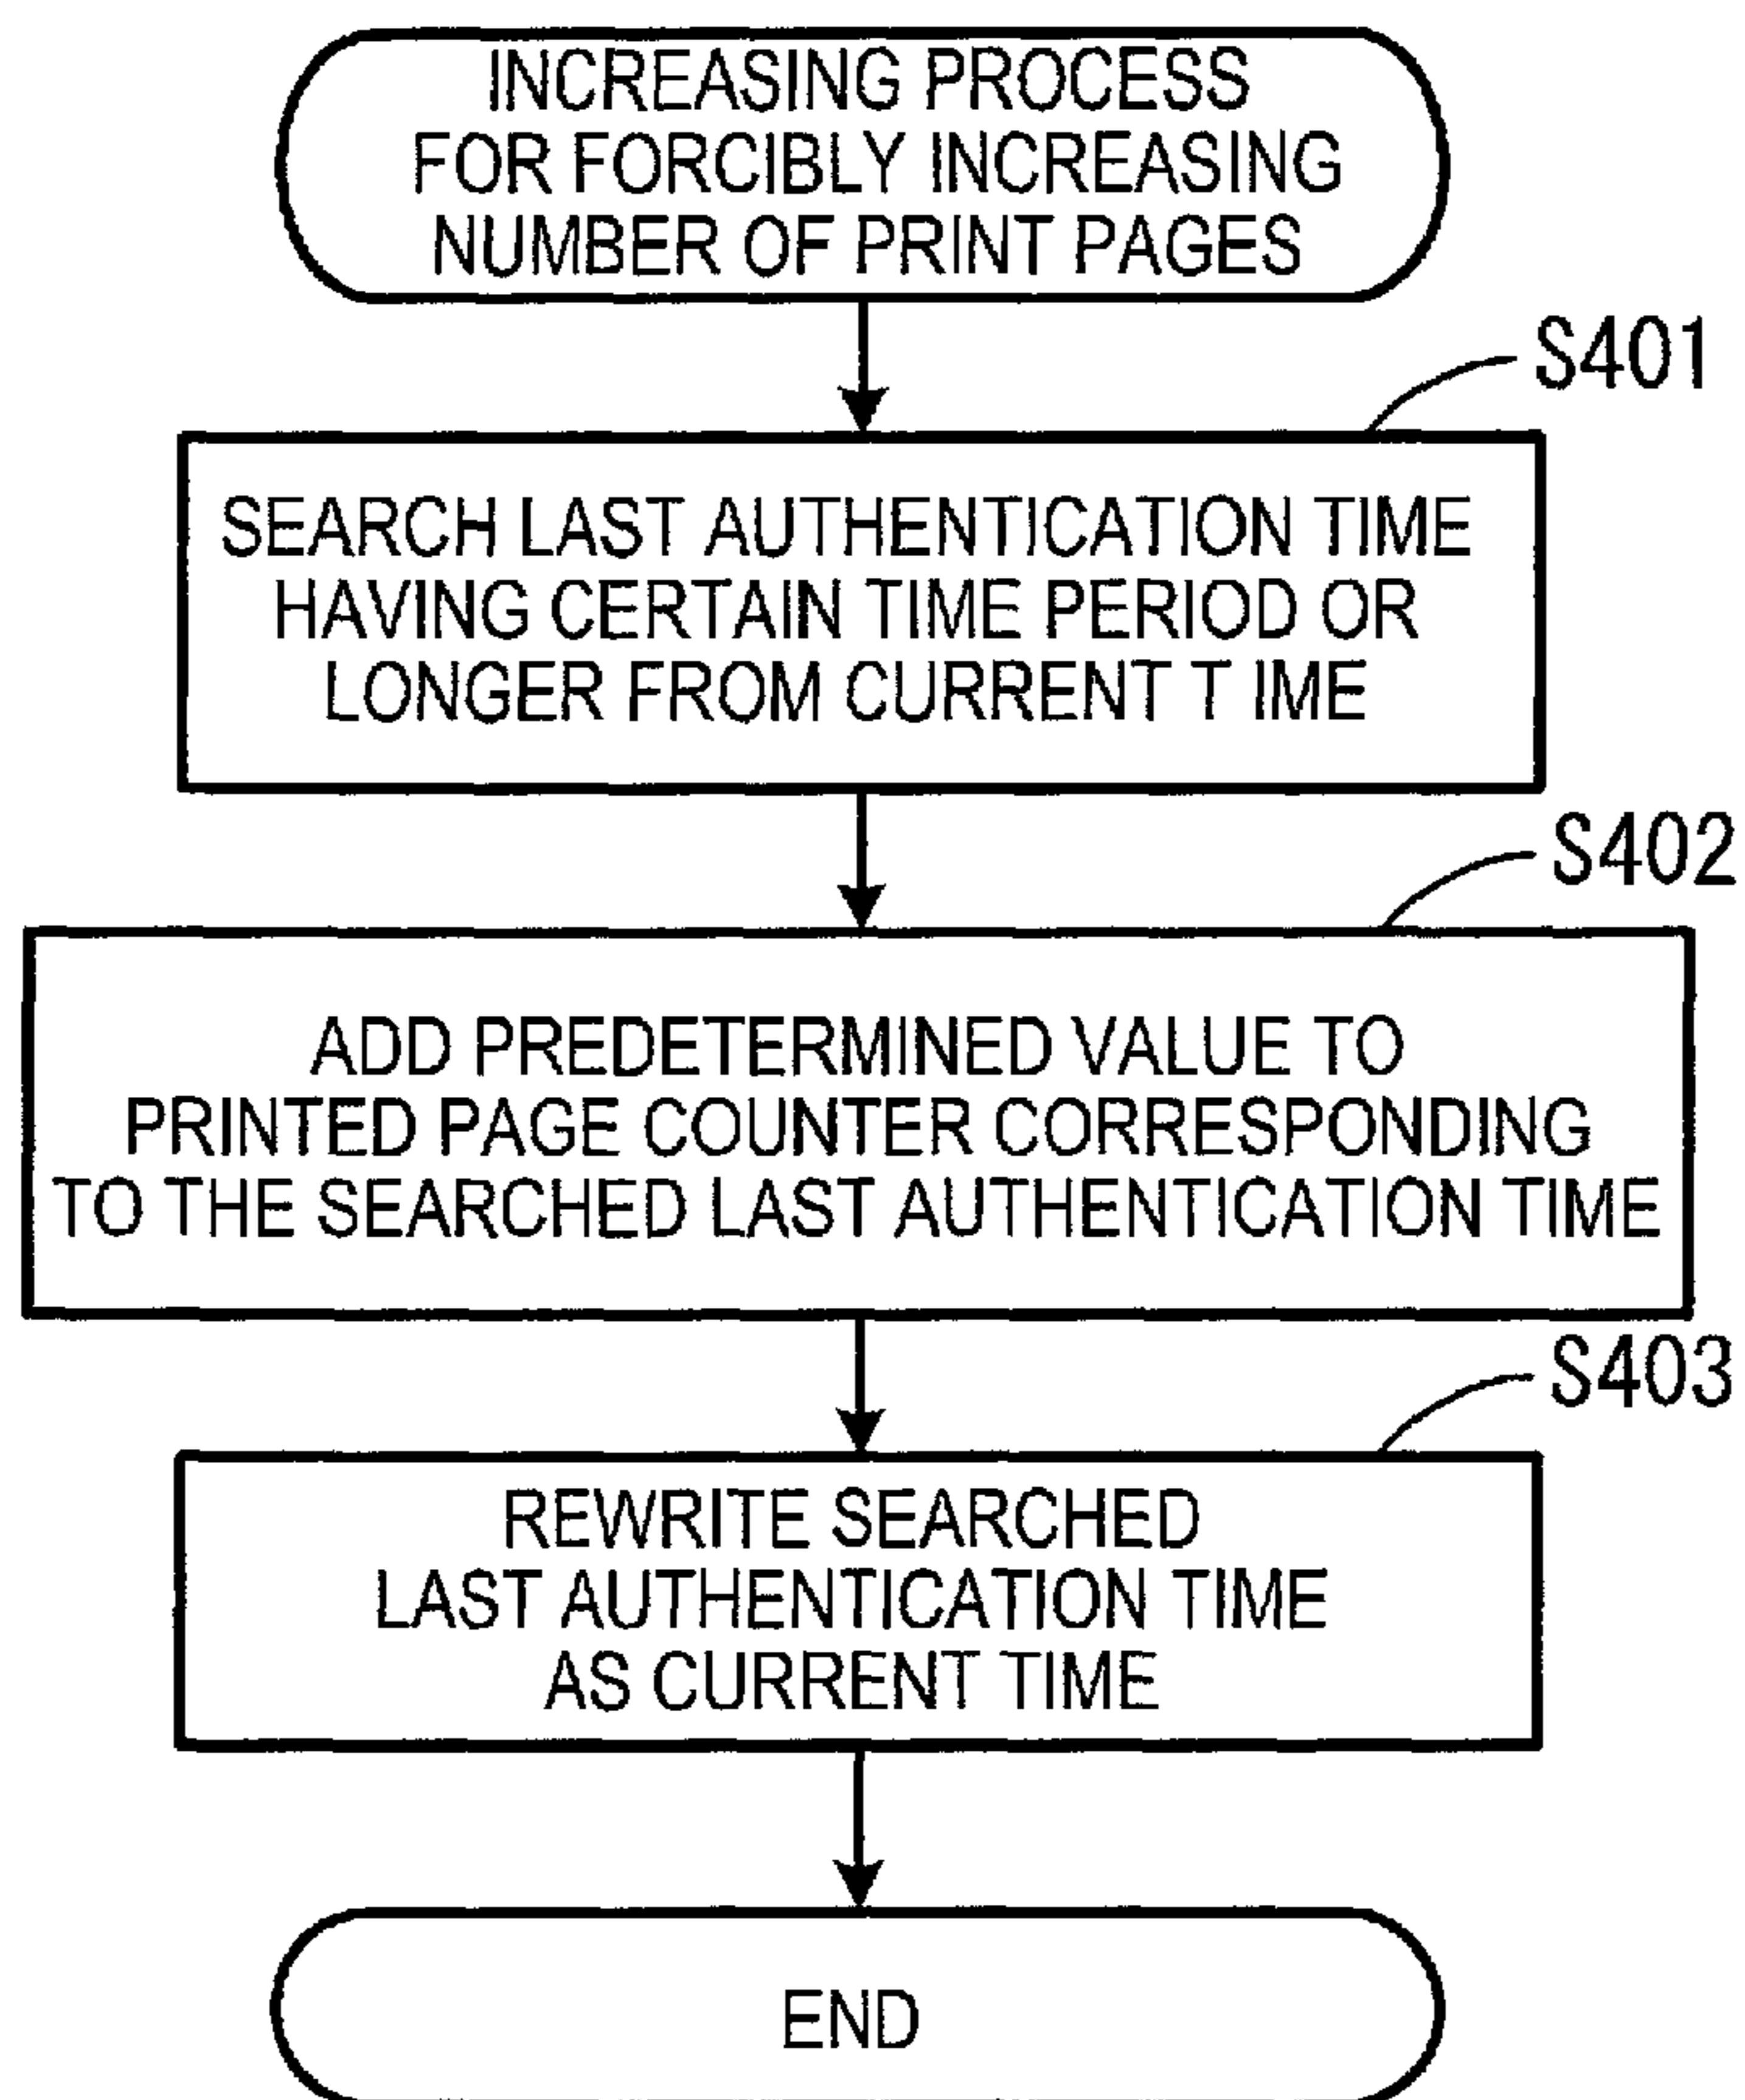 INCREASING PROCESS
FOR FORCIBLY INCREASING
NUMBER OF PRINT PAGES
S401
SEARCH LAST AUTHENTICATION TIME
HAVING CERTAIN TIME PERIOD OR
LONGER FROM CURRENT T IME
S402
ADD PREDETERMINED VALUE TO
PRINTED PAGE COUNTER CORRESPONDING
TO THE SEARCHED LAST AUTHENTICATION TIME
S403
REWRITE SEARCHED
LAST AUTHENTICATION TIME
AS CURRENT TIME
END